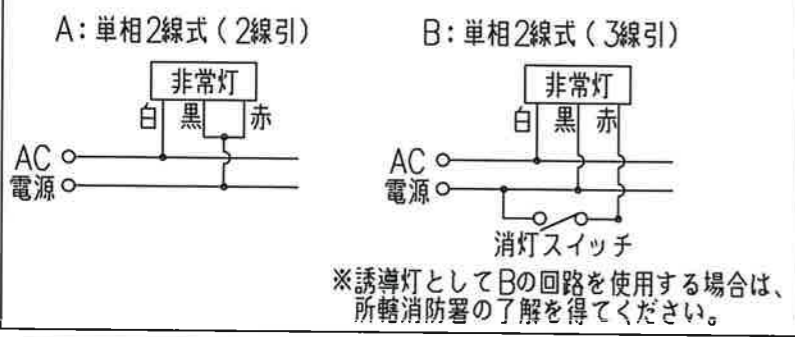 A:単相2線式(2線引)
B:単相2線式(3線引)
非常灯
白 黒 赤
AC
電源
非常灯
白 黒 赤
AC
電源
消灯スイッチ
※誘導灯としてBの回路を使用する場合は、
所轄消防署の了解を得てください。